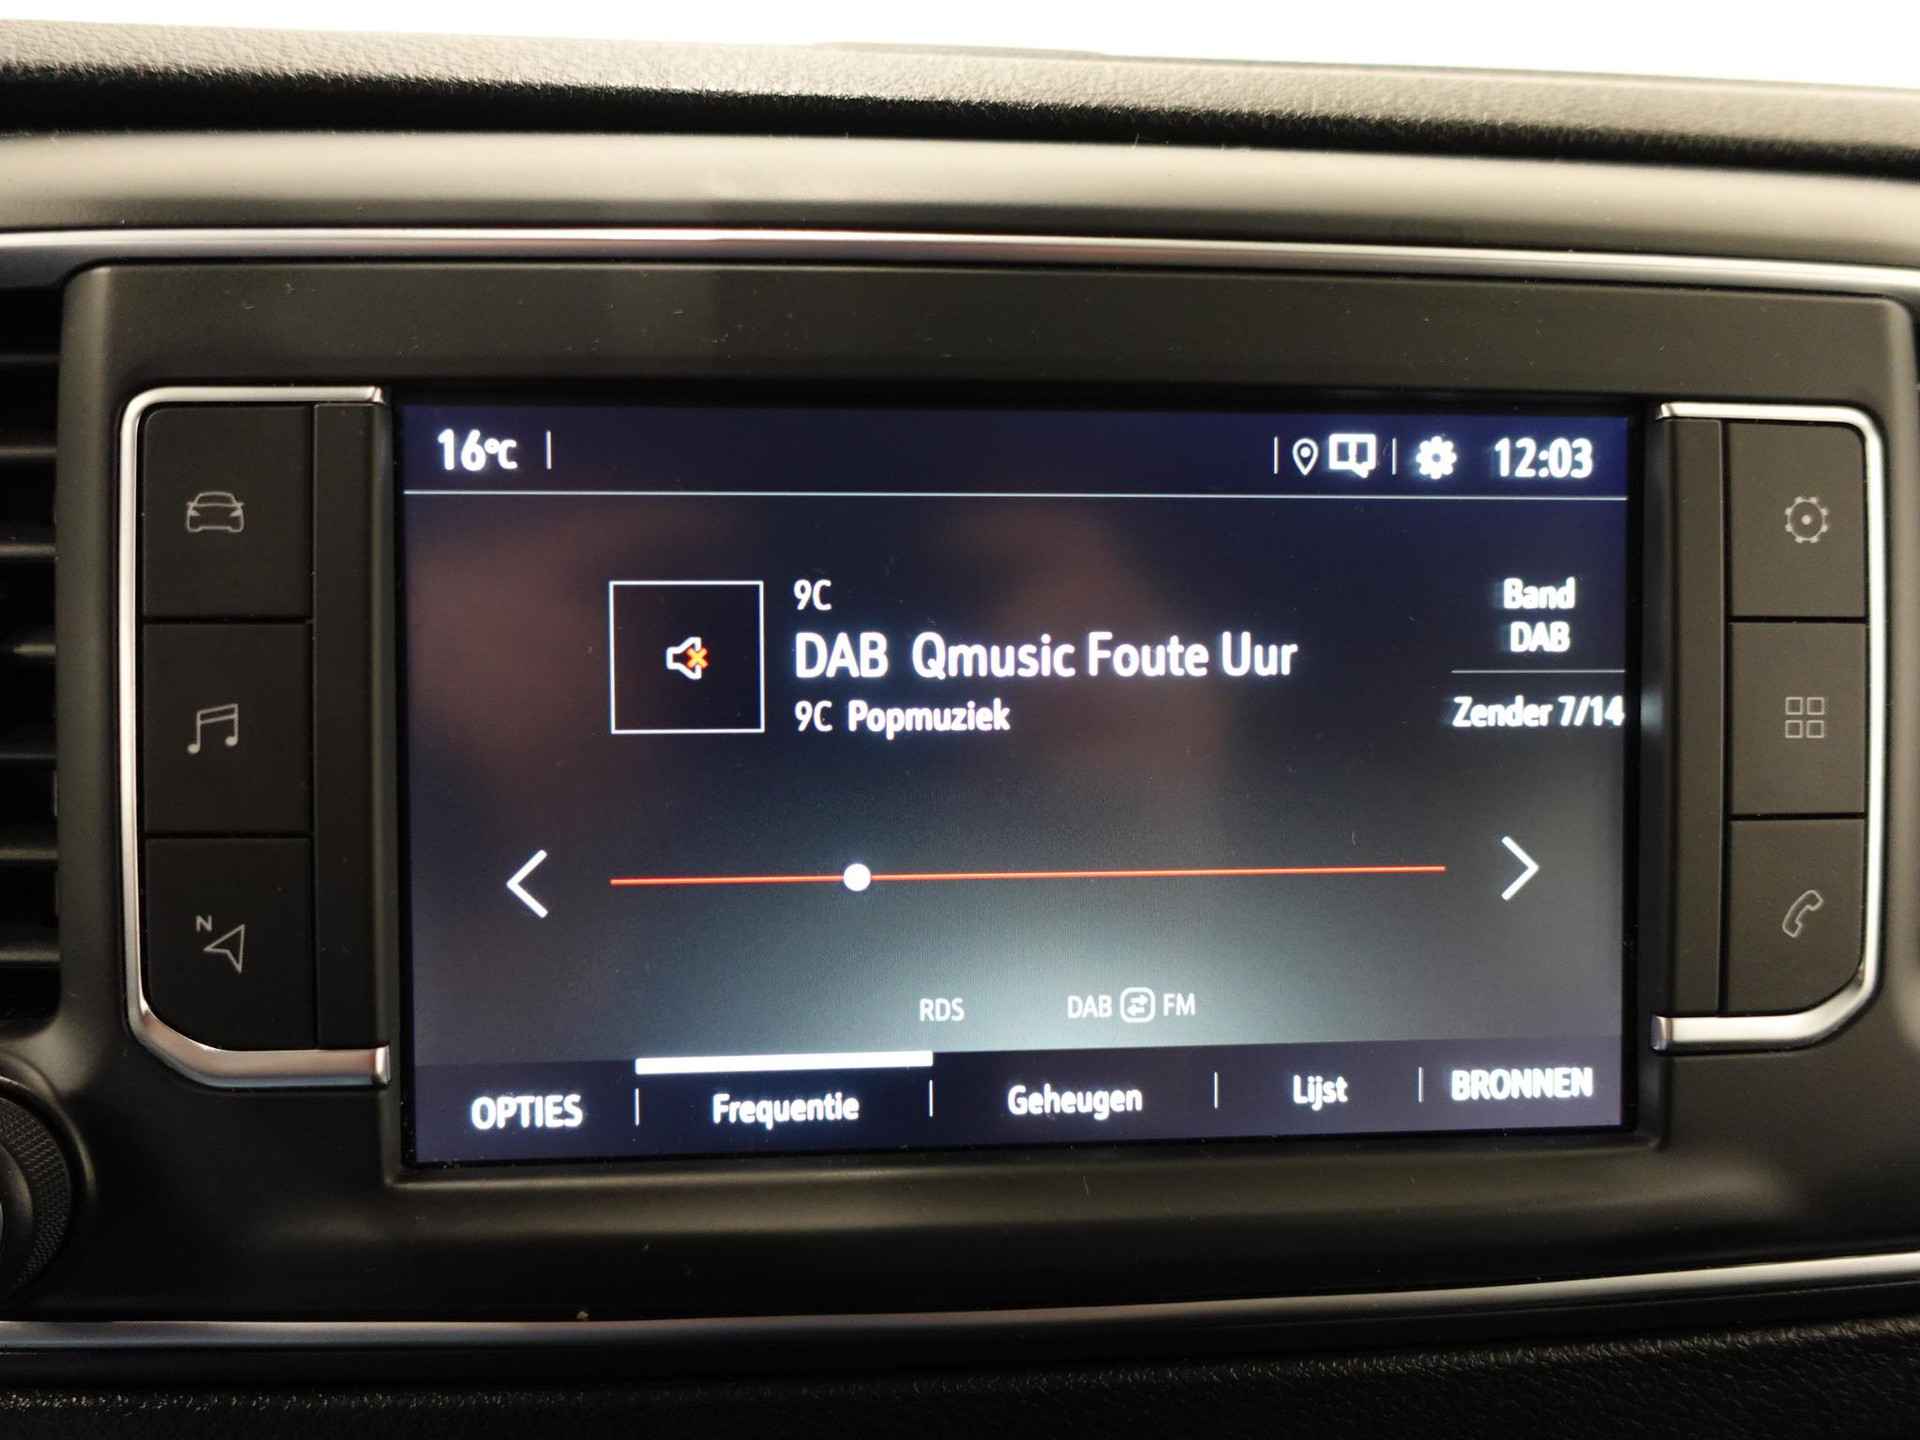 16°C
12:03
9C
DAB Qmusic Foute Uur
9C Popmuziek
Band
DAB
Zender 7/14
N
RDS
DAB FM
OPTIES
Frequentie
Geheugen
Lijst
BRONNEN